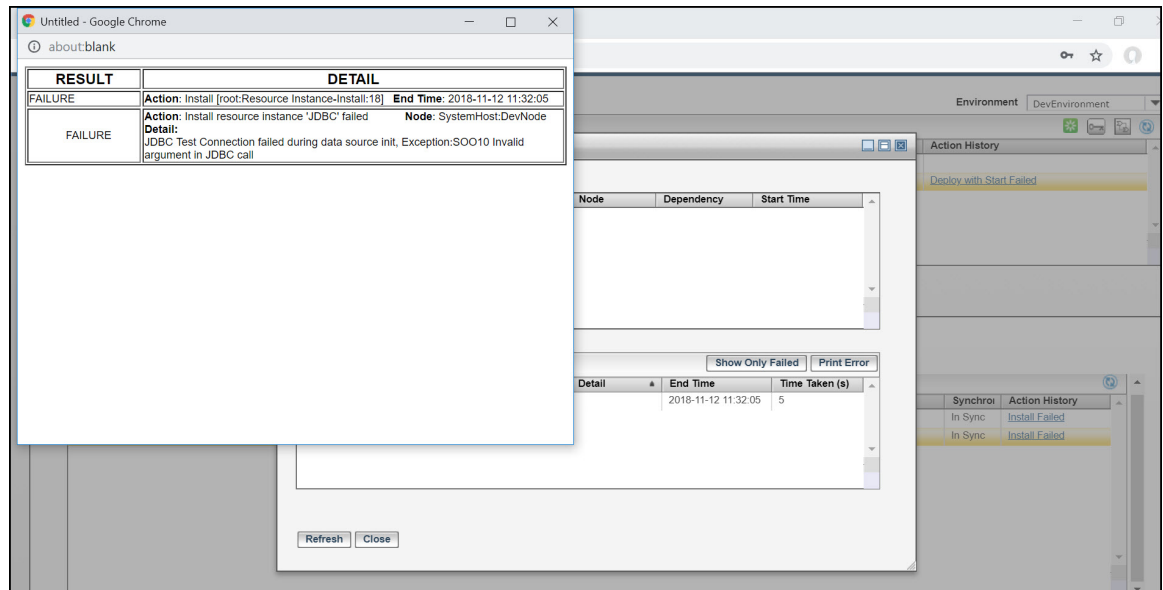 Untitled - Google Chrome
about:blank
RESULT DETAIL
FAILURE Action: Install [root:Resource Instance-Install:18] End Time: 2018-11-12 11:32:05
FAILURE
Action: Install resource instance 'JDBC' failed Node: SystemHost:DevNode
Detail:
JDBC Test Connection failed during data source init, Exception:SOO10 Invalid
argument in JDBC call
Environment DevEnvironment
Action History
Deploy with Start Failed
Node Dependency Start Time
Show Only Failed Print Error
Detail End Time Time Taken (s)
2018-11-12 11:32:05 5
Synchroi Action History
In Sync Install Failed
In Sync Install Failed
Refresh Close